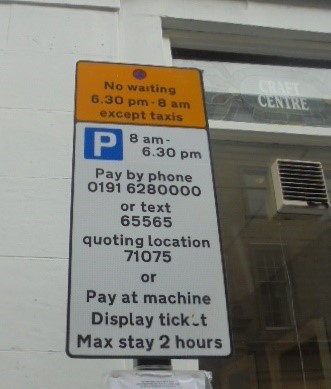 No waiting
6.30 pm - 8 am
except taxis
P 8 am -
6.30 pm
Pay by phone
0191 6280000
or text
65565
quoting location
71075
or
Pay at machine
Display ticket
Max stay 2 hours
CRAFT
CENTRE